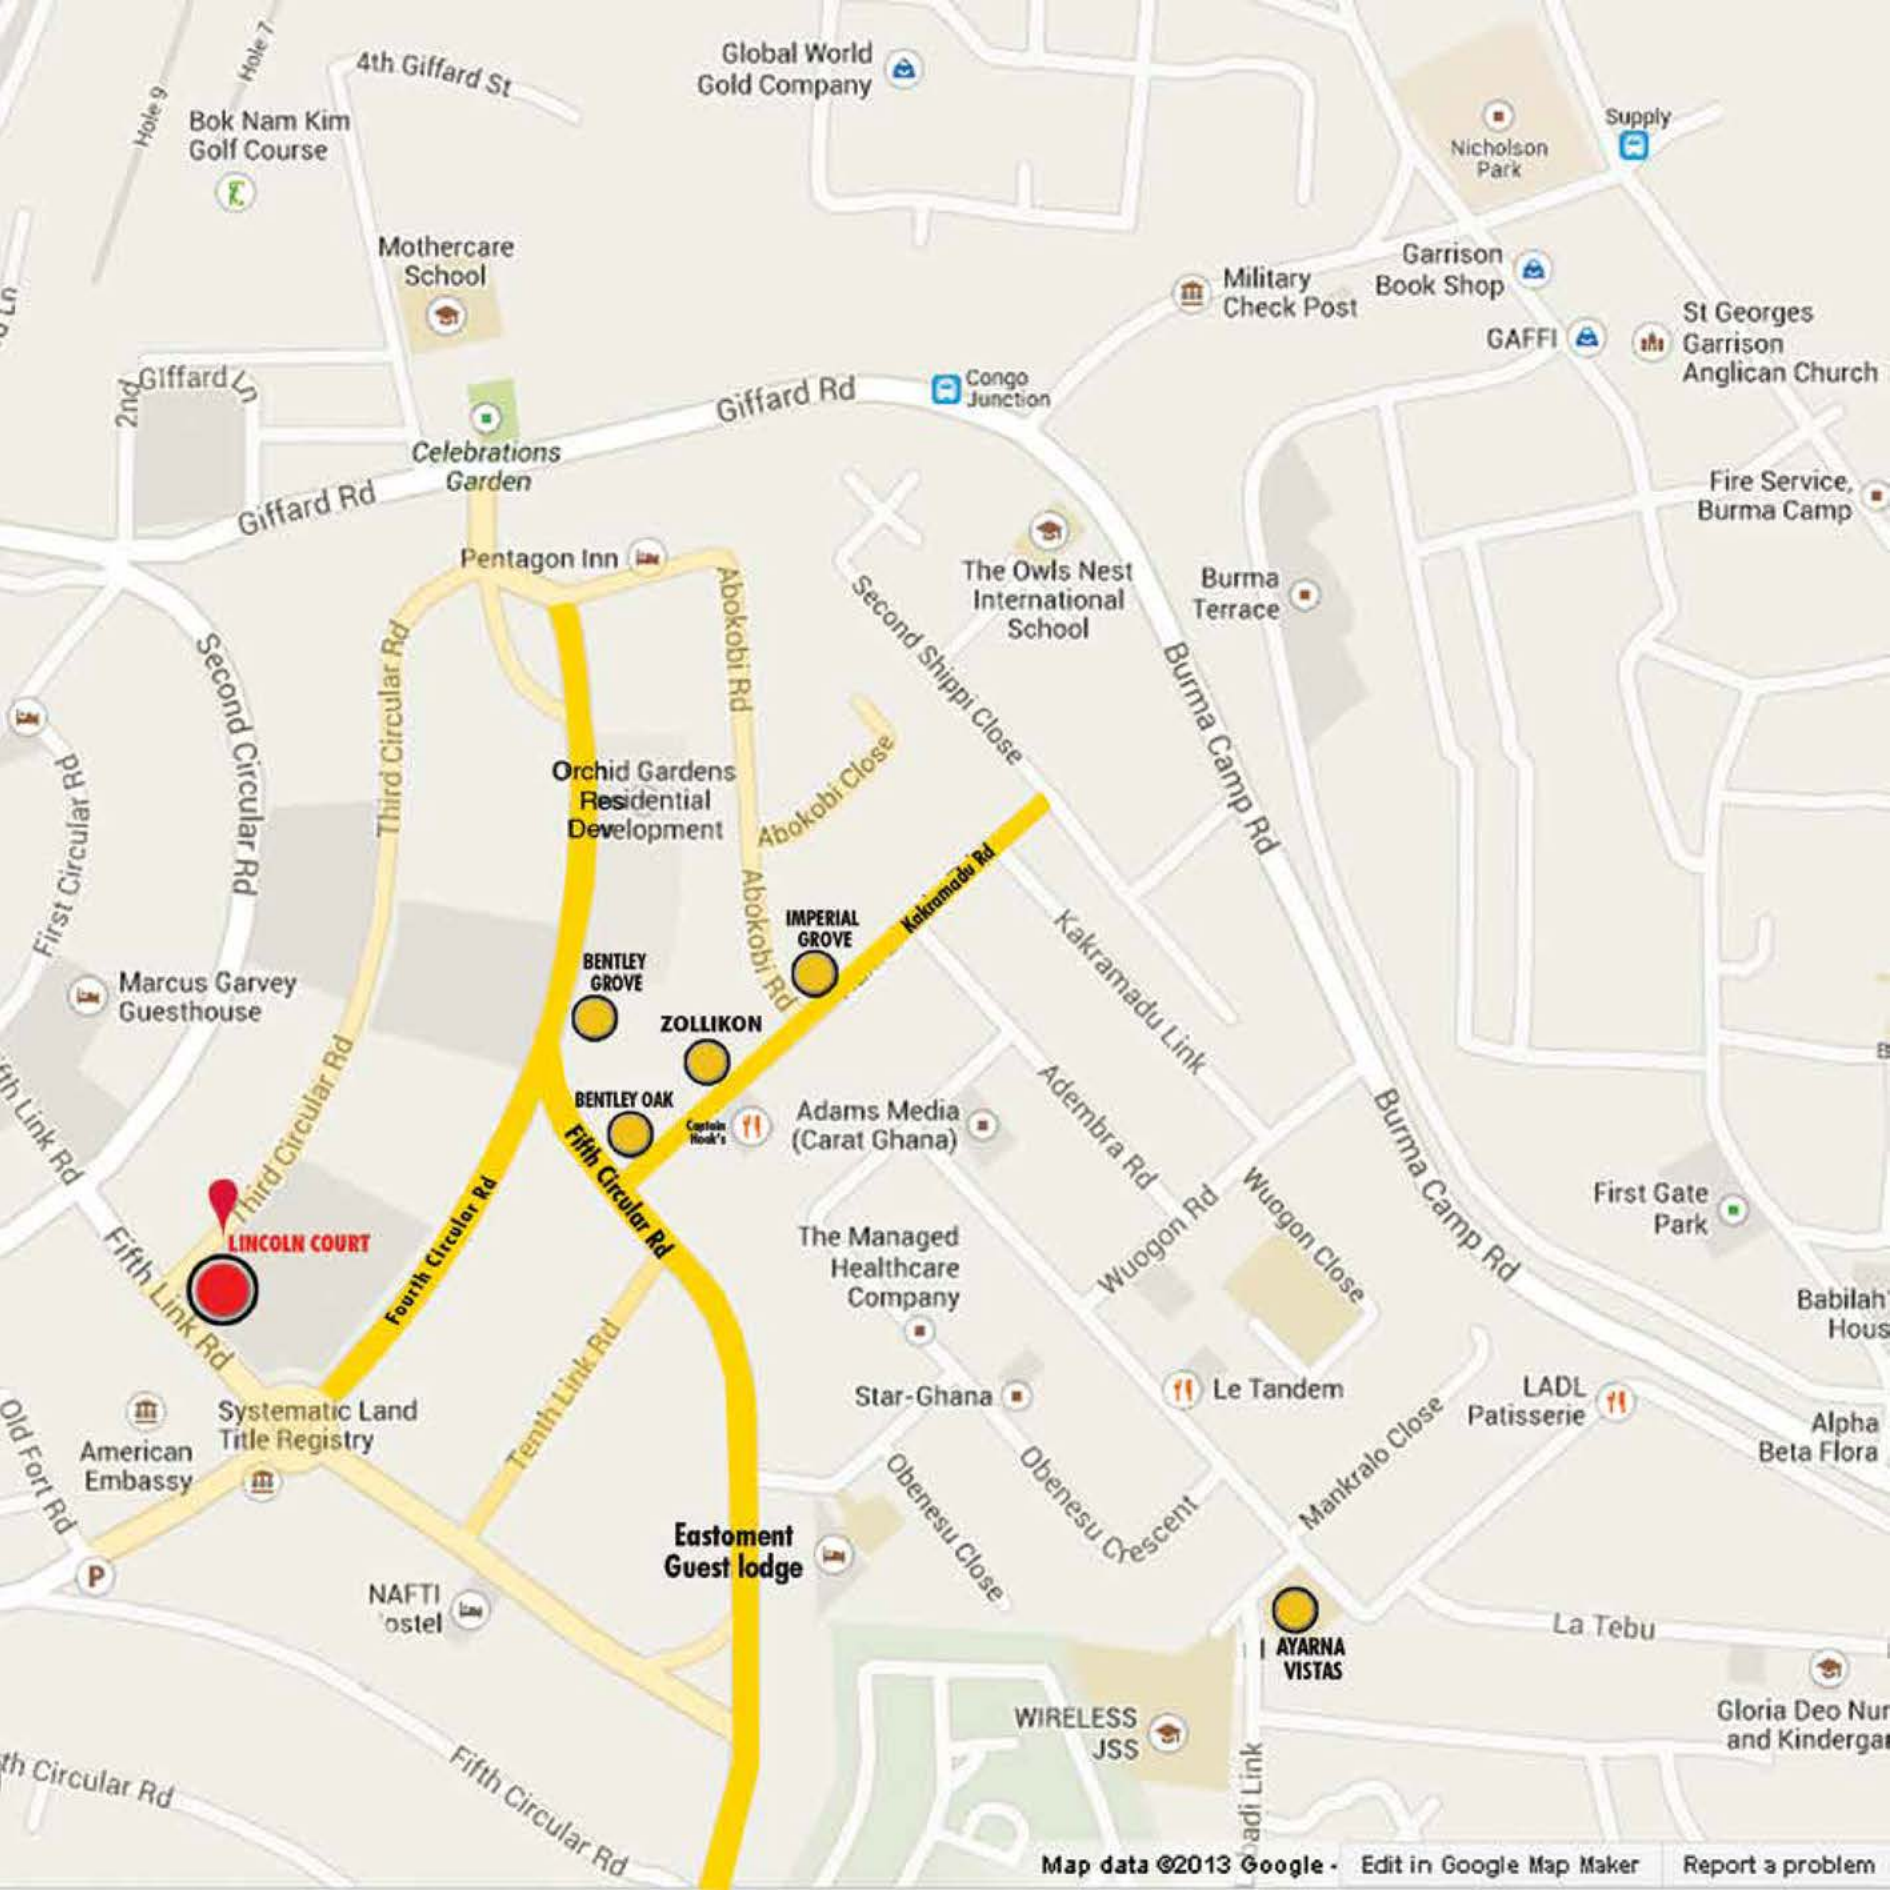 Hole 7
Hole 9
4th Giffard St
Global World
Gold Company
Bok Nam Kim
Golf Course
Supply
Nicholson
Park
Mothercare
School
Garrison
Book Shop
Military
Check Post
St Georges
Garrison
Anglican Church
GAFFI
2nd
Giffard Ln
Giffard Rd
Congo
Junction
Celebrations
Garden
Giffard Rd
Fire Service,
Burma Camp
Pentagon Inn
The Owls Nest
International
School
Burma
Terrace
Second Shippi Close
Abokobi Rd
Third Circular Rd
Second Circular Rd
First Circular Rd
Burma Camp Rd
Orchid Gardens
Residential
Development
Abokobi Close
Abokobi Rd
Kakramadu Rd
IMPERIAL
GROVE
BENTLEY
GROVE
Kakramadu Link
Marcus Garvey
Guesthouse
ZOLLIKON
Third Circular Rd
BENTLEY OAK
Captain
Hook's
Adams Media
(Carat Ghana)
Adembra Rd
Link Rd
Fifth Circular Rd
Burma Camp Rd
Wuogon Rd
Wuogon Close
First Gate
Park
LINCOLN COURT
Fourth Circular Rd
The Managed
Healthcare
Company
Fifth Link Rd
Tenth Link Rd
Star-Ghana
Le Tandem
LADL
Patisserie
Mankralo Close
Alpha
Beta Flora
Systematic Land
Title Registry
American
Embassy
Old Fort Rd
Obenesu Close
Obenesu Crescent
Eastoment
Guest lodge
P
NAFTI
ostel
AYARNA
VISTAS
La Tebu
WIRELESS
JSS
Gloria Deo Nur
and Kinderga
Circular Rd
Fifth Circular Rd
adi Link
Map data ©2013 Google -
Edit in Google Map Maker
Report a problem